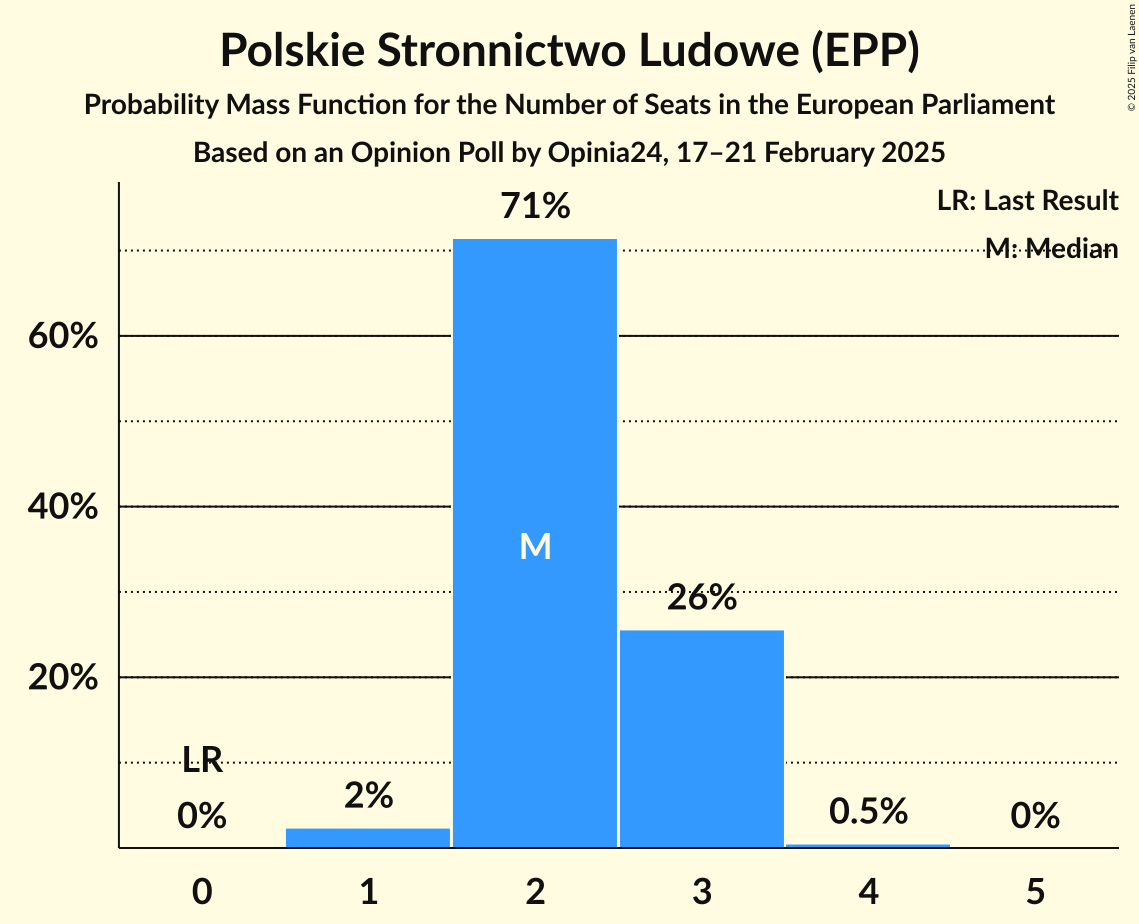 Polskie Stronnictwo Ludowe (EPP)
Probability Mass Function for the Number of Seats in the European Parliament
Based on an Opinion Poll by Opinia24, 17–21 February 2025
© 2025 Filip van Laenen
LR: Last Result
M: Median
71%
60%
40%
M
26%
20%
LR
0%
2%
0.5%
0%
0 1 2 3 4 5